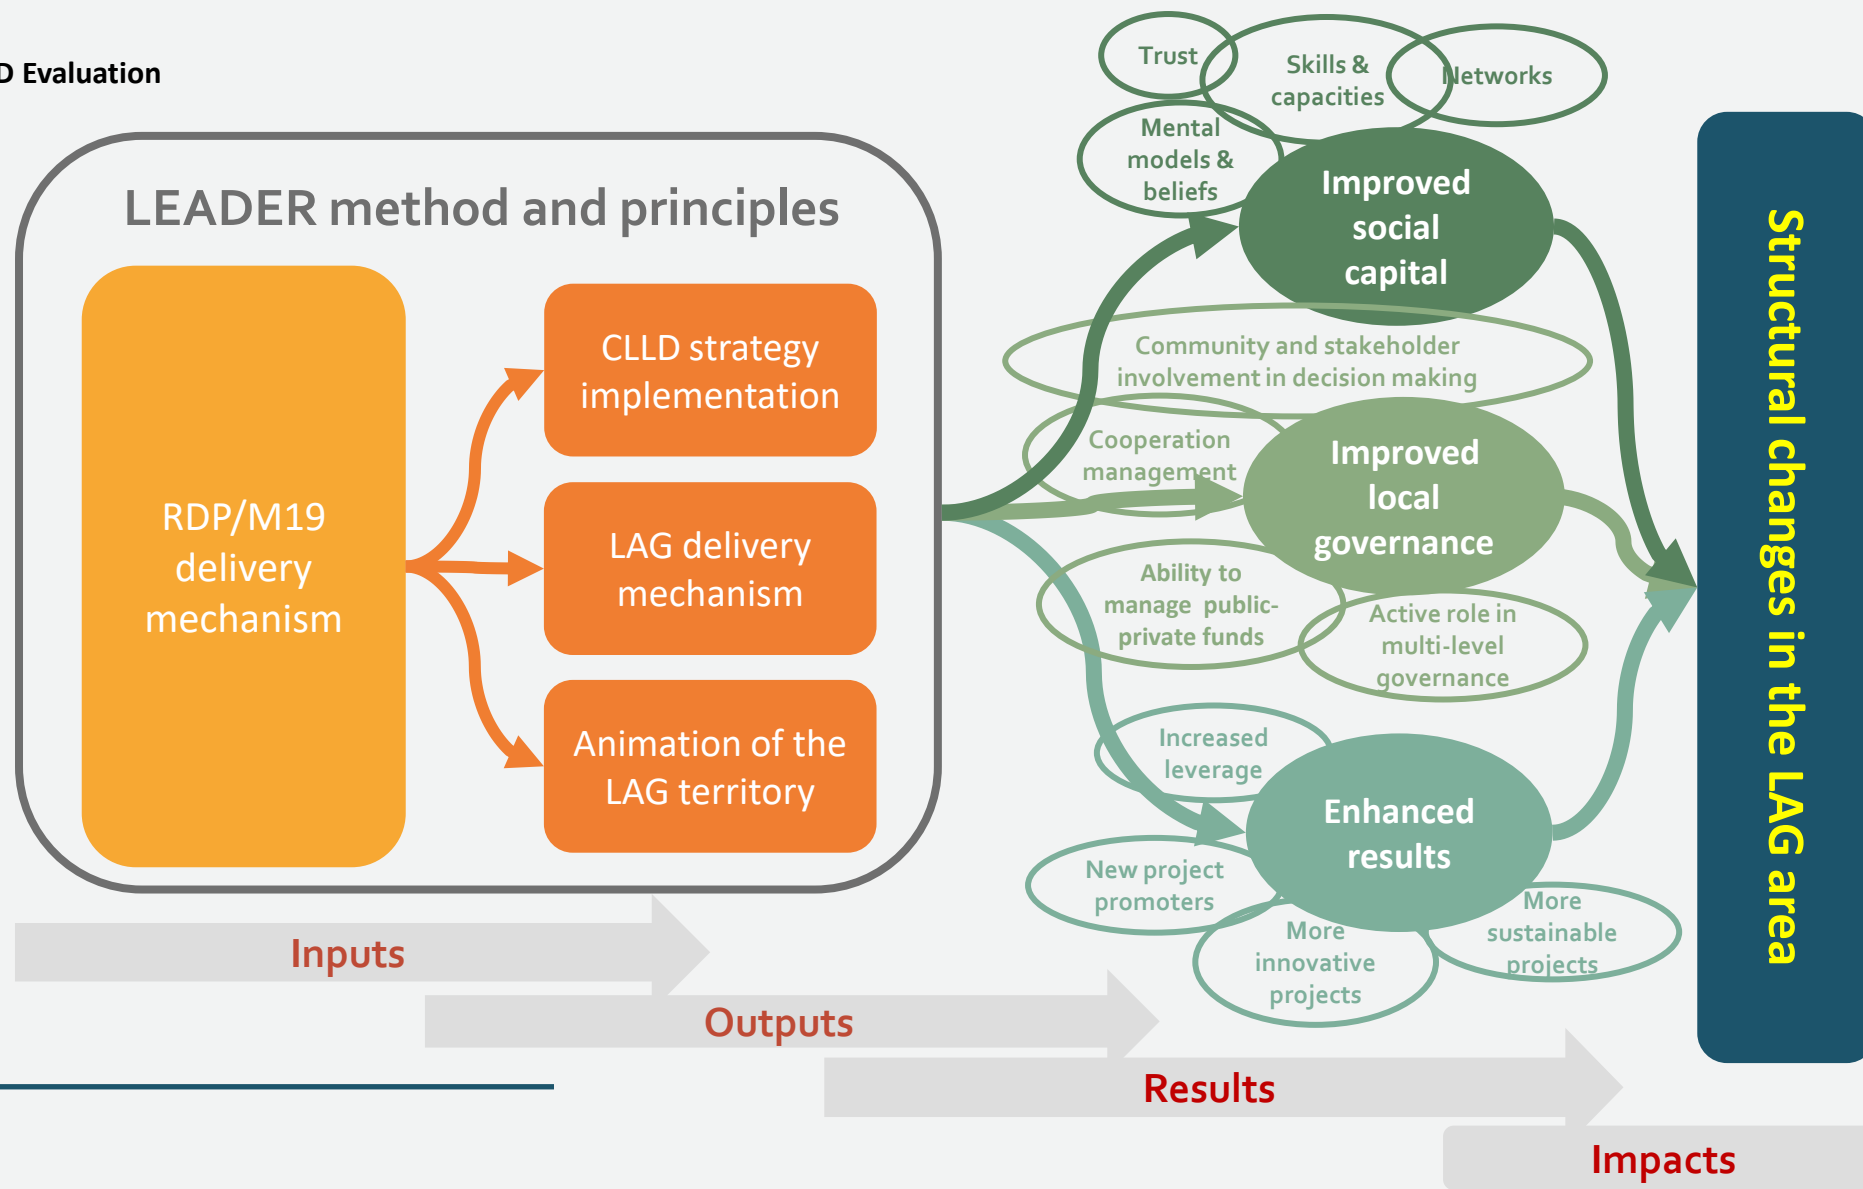 D Evaluation
LEADER method and principles
RDP/M19
delivery
mechanism
CLLD strategy
implementation
LAG delivery
mechanism
Animation of the
LAG territory
Trust
Skills &
capacities
Networks
Mental
models &
beliefs
Improved
social
capital
Community and stakeholder
involvement in decision making
Cooperation
management
Improved
local
governance
Ability to
manage public-
private funds
Active role in
multi-level
governance
Increased
leverage
Enhanced
results
New project
promoters
More
innovative
projects
More
sustainable
projects
Structural changes in the LAG area
Inputs
Outputs
Results
Impacts